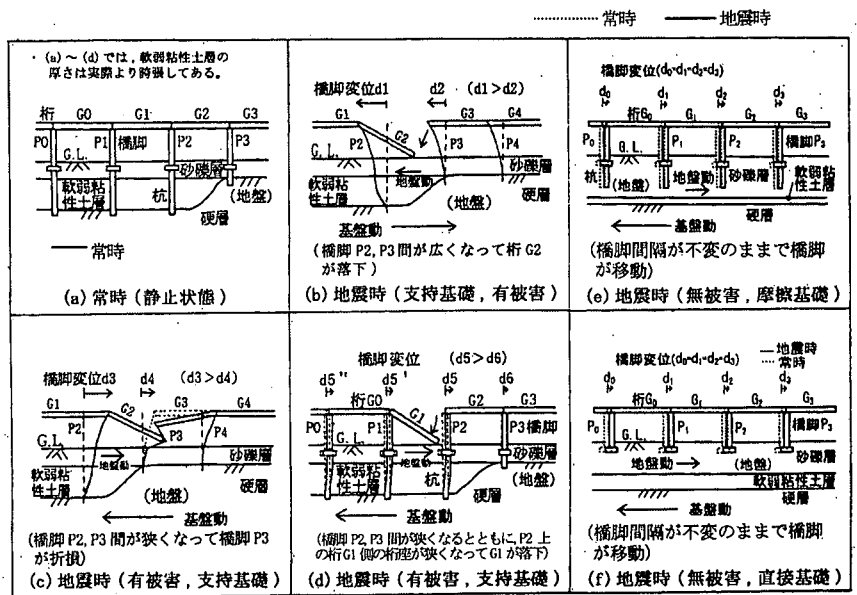 常時 地震時
・(a)~(d)では,軟弱粘性土層の
厚さは実際より誇張してある。
桁 G0 G1 G2 G3
P0 P1 橋脚 P2 P3
G.L.
砂礫層
軟弱粘
性土層 杭 (地盤)
硬層
常時
(a) 常時(静止状態)
橋脚変位d1 d2 (d1>d2)
G1 G2 G3 G4
P2 P3 P4
G.L.
砂礫層
地盤動
軟弱粘
性土層 (地盤)
硬層
基盤動
(橋脚 P2, P3 間が広くなって桁 G2
が落下)
(b) 地震時(支持基礎,有被害)
橋脚変位(d₀=d₁=d₂=d₃)
d₀ d₁ d₂ d₃
桁G₀ G₁ G₂ G₃
P₀ G.L. P₁ P₂ 橋脚P₃
杭 (地盤) 地盤動 砂礫層 軟弱粘
性土層
硬層
基盤動
(橋脚間隔が不変のままで橋脚
が移動)
(e) 地震時(無被害,摩擦基礎)
橋脚変位d3 d4 (d3>d4)
G1 G2 G3 G4
P2 P3 P4
G.L.
地盤動 砂礫層
軟弱粘
性土層 (地盤) 硬層
基盤動
(橋脚 P2, P3 間が狭くなって橋脚 P3
が折損)
(c) 地震時(有被害,支持基礎)
橋脚変位 (d5>d6)
d5'' d5' d5 d6
桁G0 G1 G2 G3
P0 G.L. P1 P2 P3橋脚
地盤動 砂礫層
軟弱粘
性土層 杭 (地盤)
硬層
基盤動
(橋脚 P2, P3 間が狭くなるとともに, P2 上
の桁 G1 側の桁座が狭くなってG1 が落下)
(d) 地震時(有被害,支持基礎)
地震時
常時
橋脚変位(d₀=d₁=d₂=d₃)
d₀ d₁ d₂ d₃
桁G₀ G₁ G₂ G₃
P₀ G.L. P₁ P₂ 橋脚P₃
地盤動 (地盤) 砂礫層
軟弱粘性土層
硬層
基盤動
(橋脚間隔が不変のままで橋脚
が移動)
(f) 地震時(無被害,直接基礎)